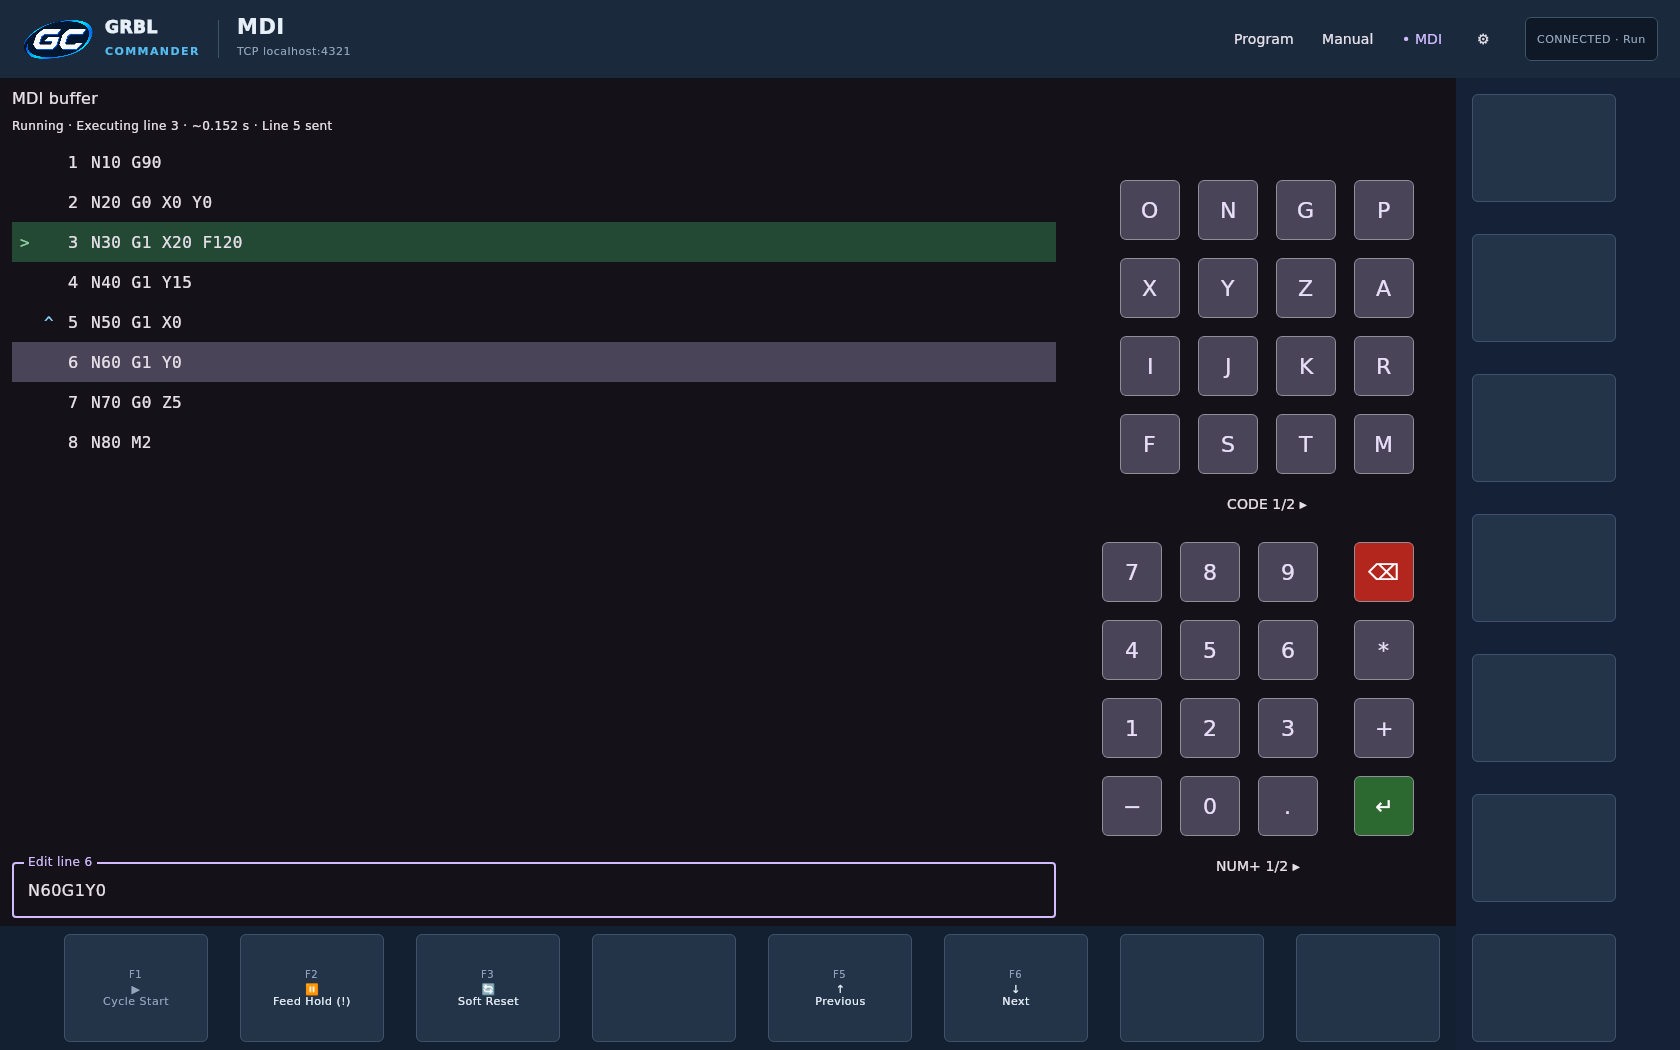 GC GRBL COMMANDER
MDI
TCP localhost:4321
Program Manual • MDI ⚙ CONNECTED · Run
MDI buffer
Running · Executing line 3 · ~0.152 s · Line 5 sent
1 N10 G90
2 N20 G0 X0 Y0
> 3 N30 G1 X20 F120
4 N40 G1 Y15
^ 5 N50 G1 X0
6 N60 G1 Y0
7 N70 G0 Z5
8 N80 M2
Edit line 6
N60G1Y0
O N G P
X Y Z A
I J K R
F S T M
CODE 1/2 ▸
7 8 9 ⌫
4 5 6 *
1 2 3 +
− 0 . ↵
NUM+ 1/2 ▸
F1
▶
Cycle Start
F2
⏸
Feed Hold (!)
F3
🔄
Soft Reset
F5
↑
Previous
F6
↓
Next